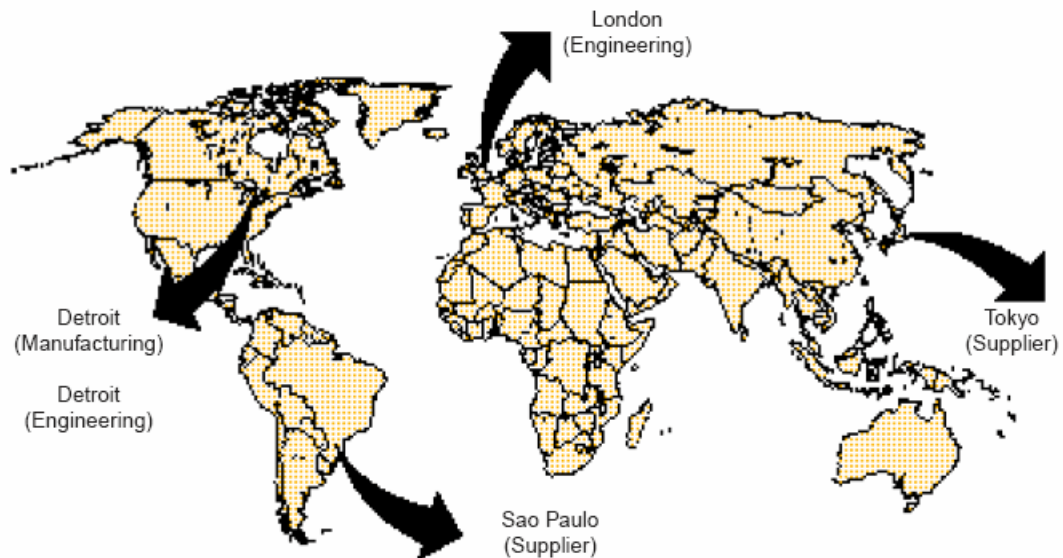 London
(Engineering)
Detroit
(Manufacturing)
Tokyo
(Supplier)
Detroit
(Engineering)
Sao Paulo
(Supplier)